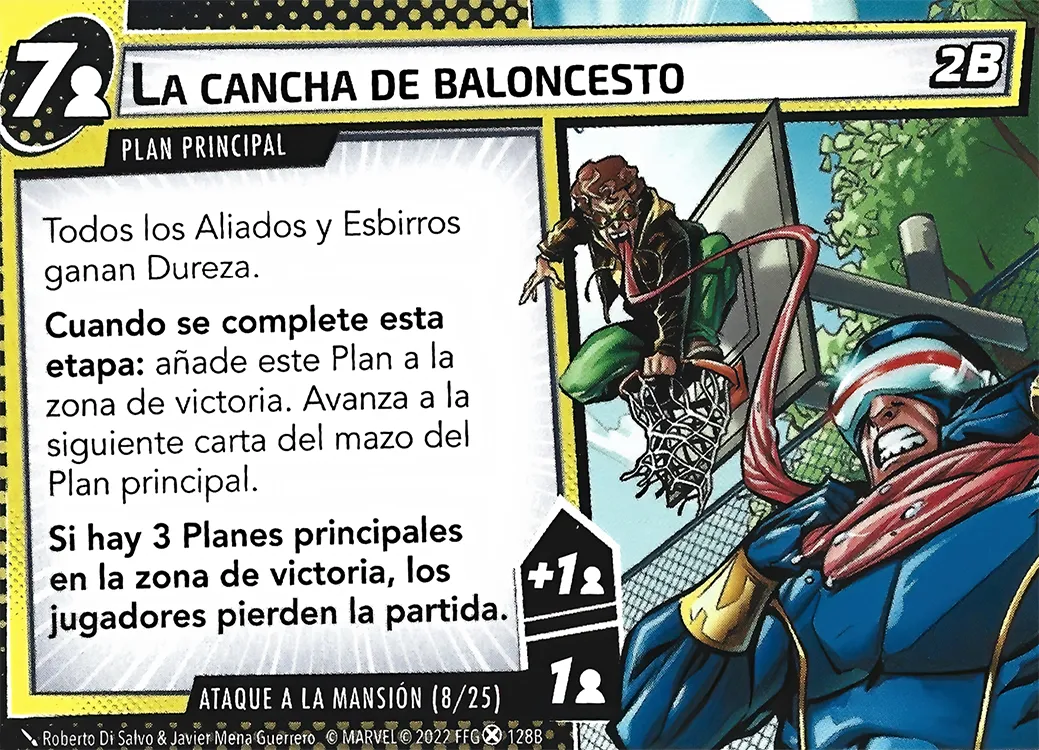 7
LA CANCHA DE BALONCESTO
2B
PLAN PRINCIPAL
Todos los Aliados y Esbirros
ganan Dureza.
Cuando se complete esta
etapa: añade este Plan a la
zona de victoria. Avanza a la
siguiente carta del mazo del
Plan principal.
Si hay 3 Planes principales
en la zona de victoria, los
jugadores pierden la partida.
+1
1
ATAQUE A LA MANSIÓN (8/25)
Roberto Di Salvo & Javier Mena Guerrero © MARVEL © 2022 FFG 128B